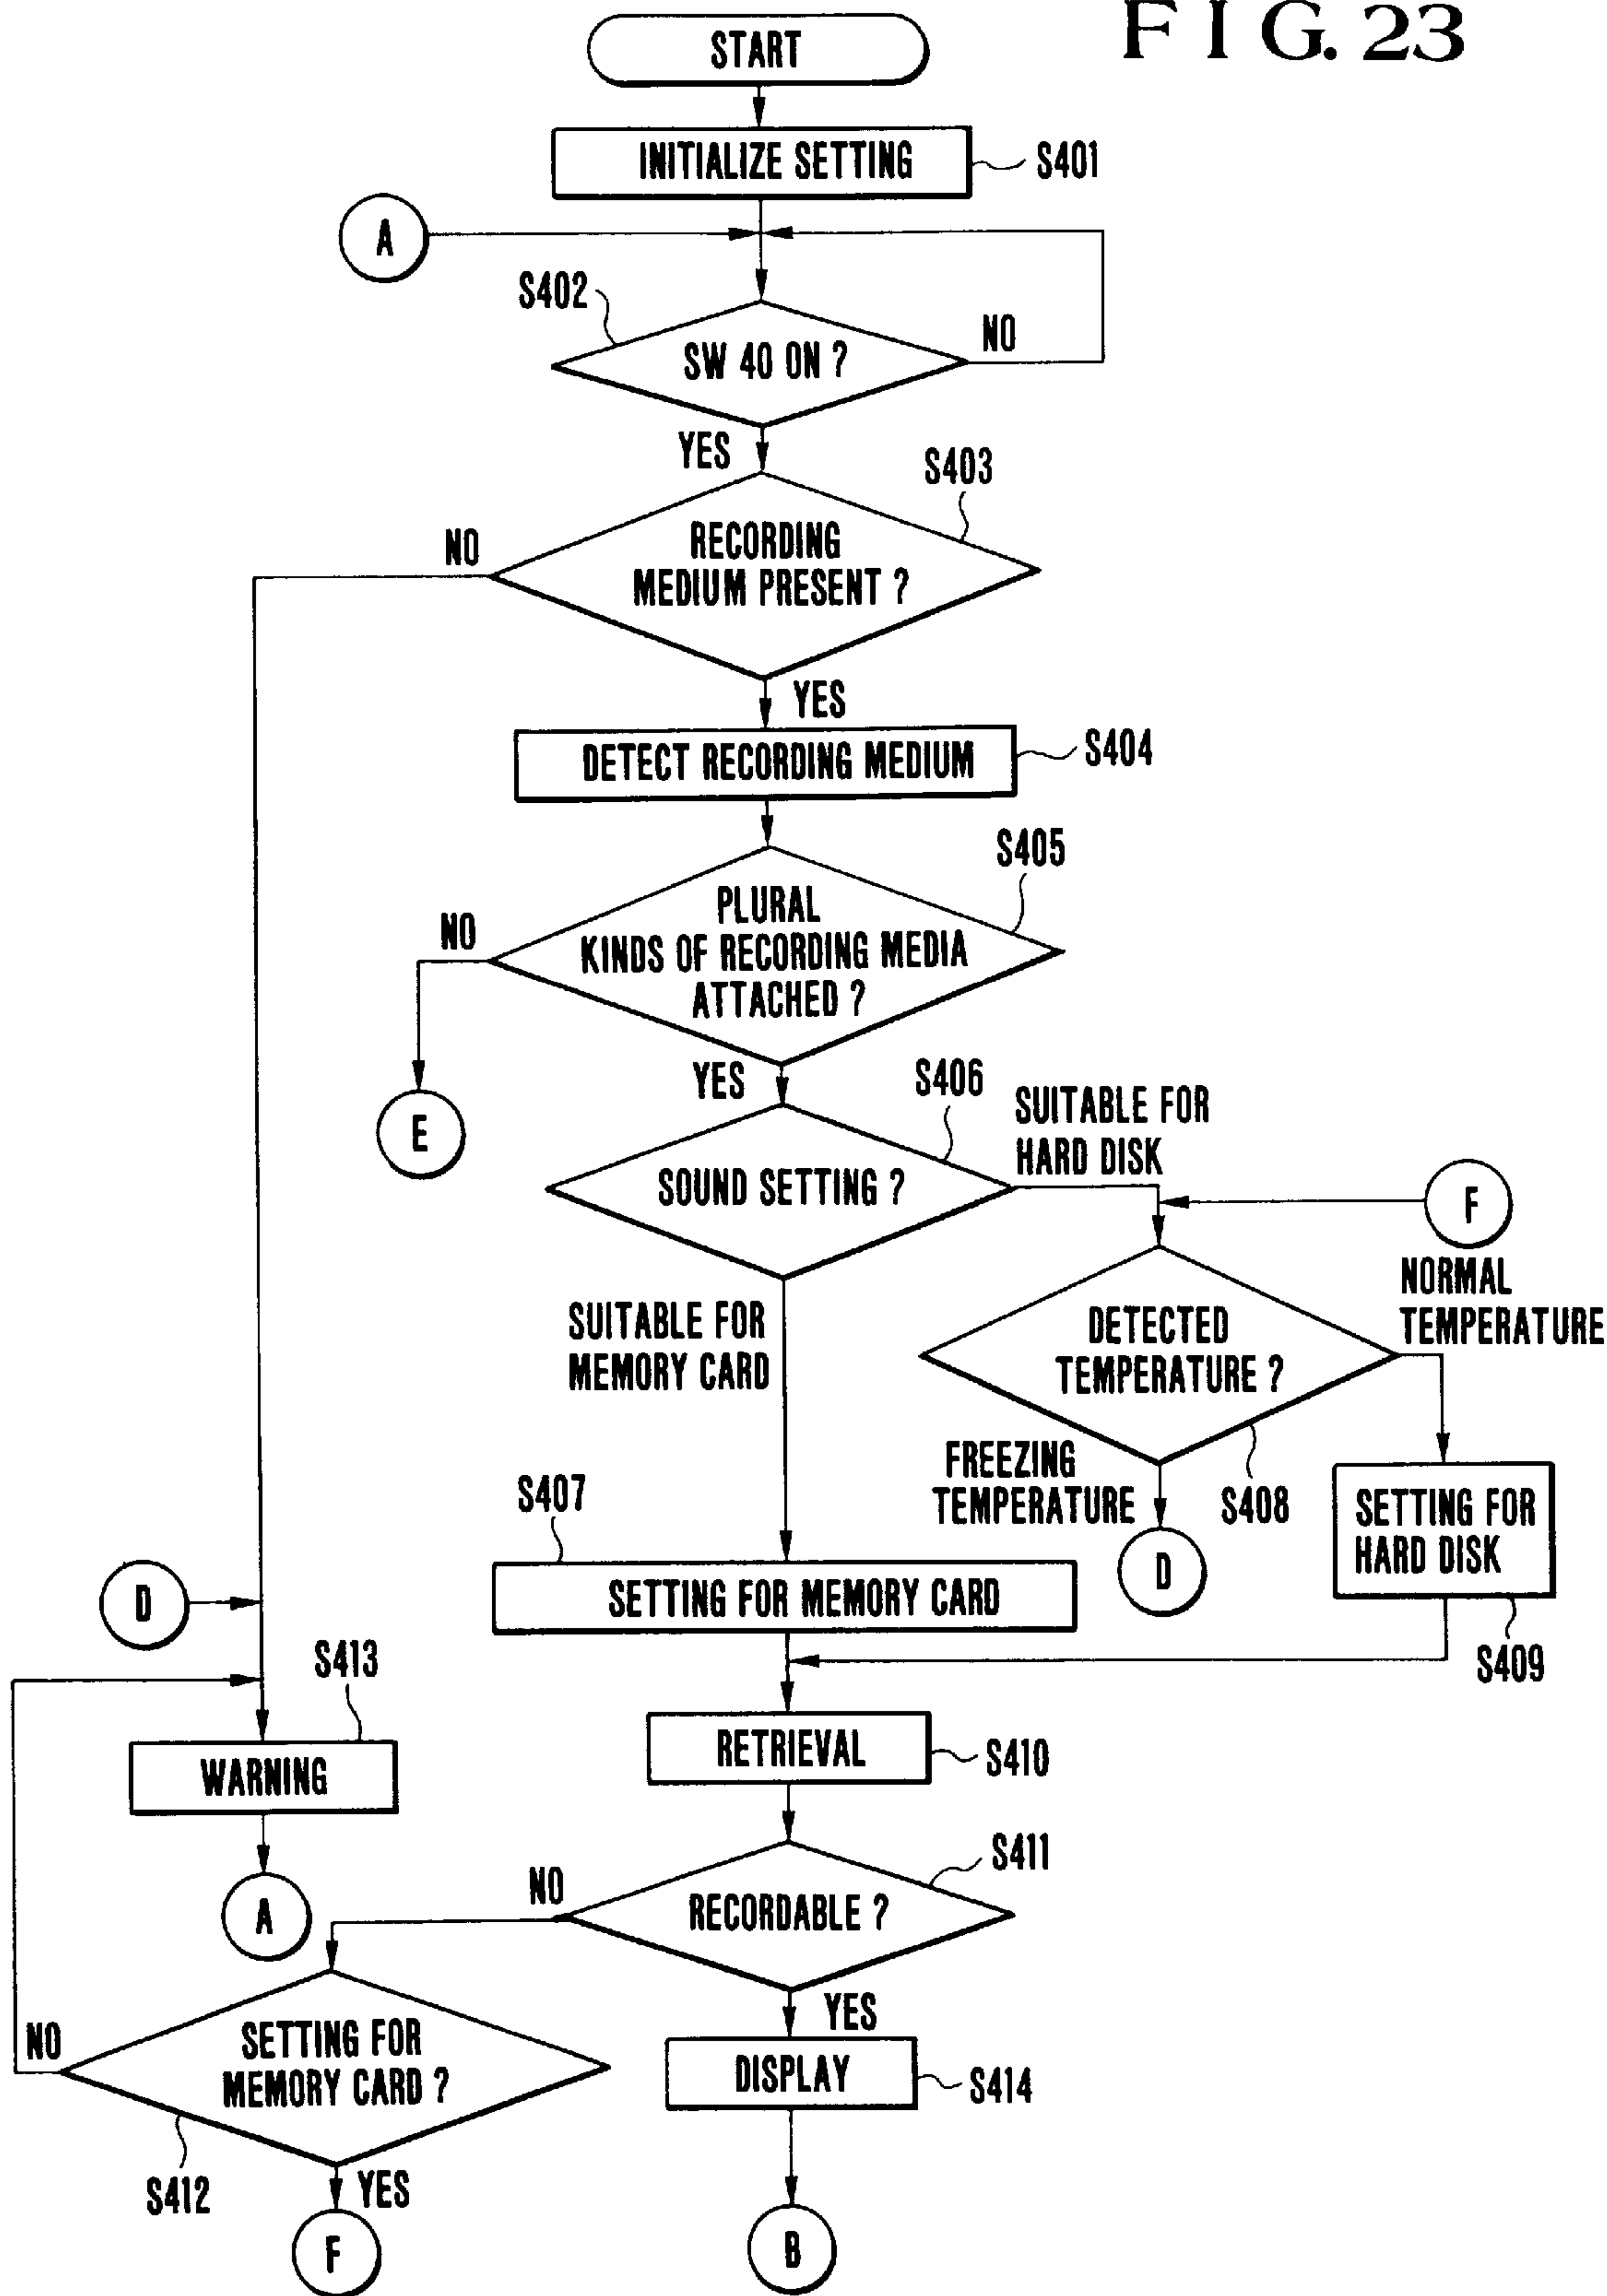 FIG. 23
START
INITIALIZE SETTING
S401
A
S402
SW 40 ON ?
NO
YES
S403
RECORDING
MEDIUM PRESENT ?
NO
YES
DETECT RECORDING MEDIUM
S404
S405
PLURAL
KINDS OF RECORDING MEDIA
ATTACHED ?
NO
E
YES
S406
SOUND SETTING ?
SUITABLE FOR
HARD DISK
F
SUITABLE FOR
MEMORY CARD
DETECTED
TEMPERATURE ?
NORMAL
TEMPERATURE
FREEZING
TEMPERATURE
S408
D
SETTING FOR
HARD DISK
S409
S407
SETTING FOR MEMORY CARD
D
S413
WARNING
A
RETRIEVAL
S410
S411
RECORDABLE ?
NO
YES
SETTING FOR
MEMORY CARD ?
NO
S412
YES
F
DISPLAY
S414
B